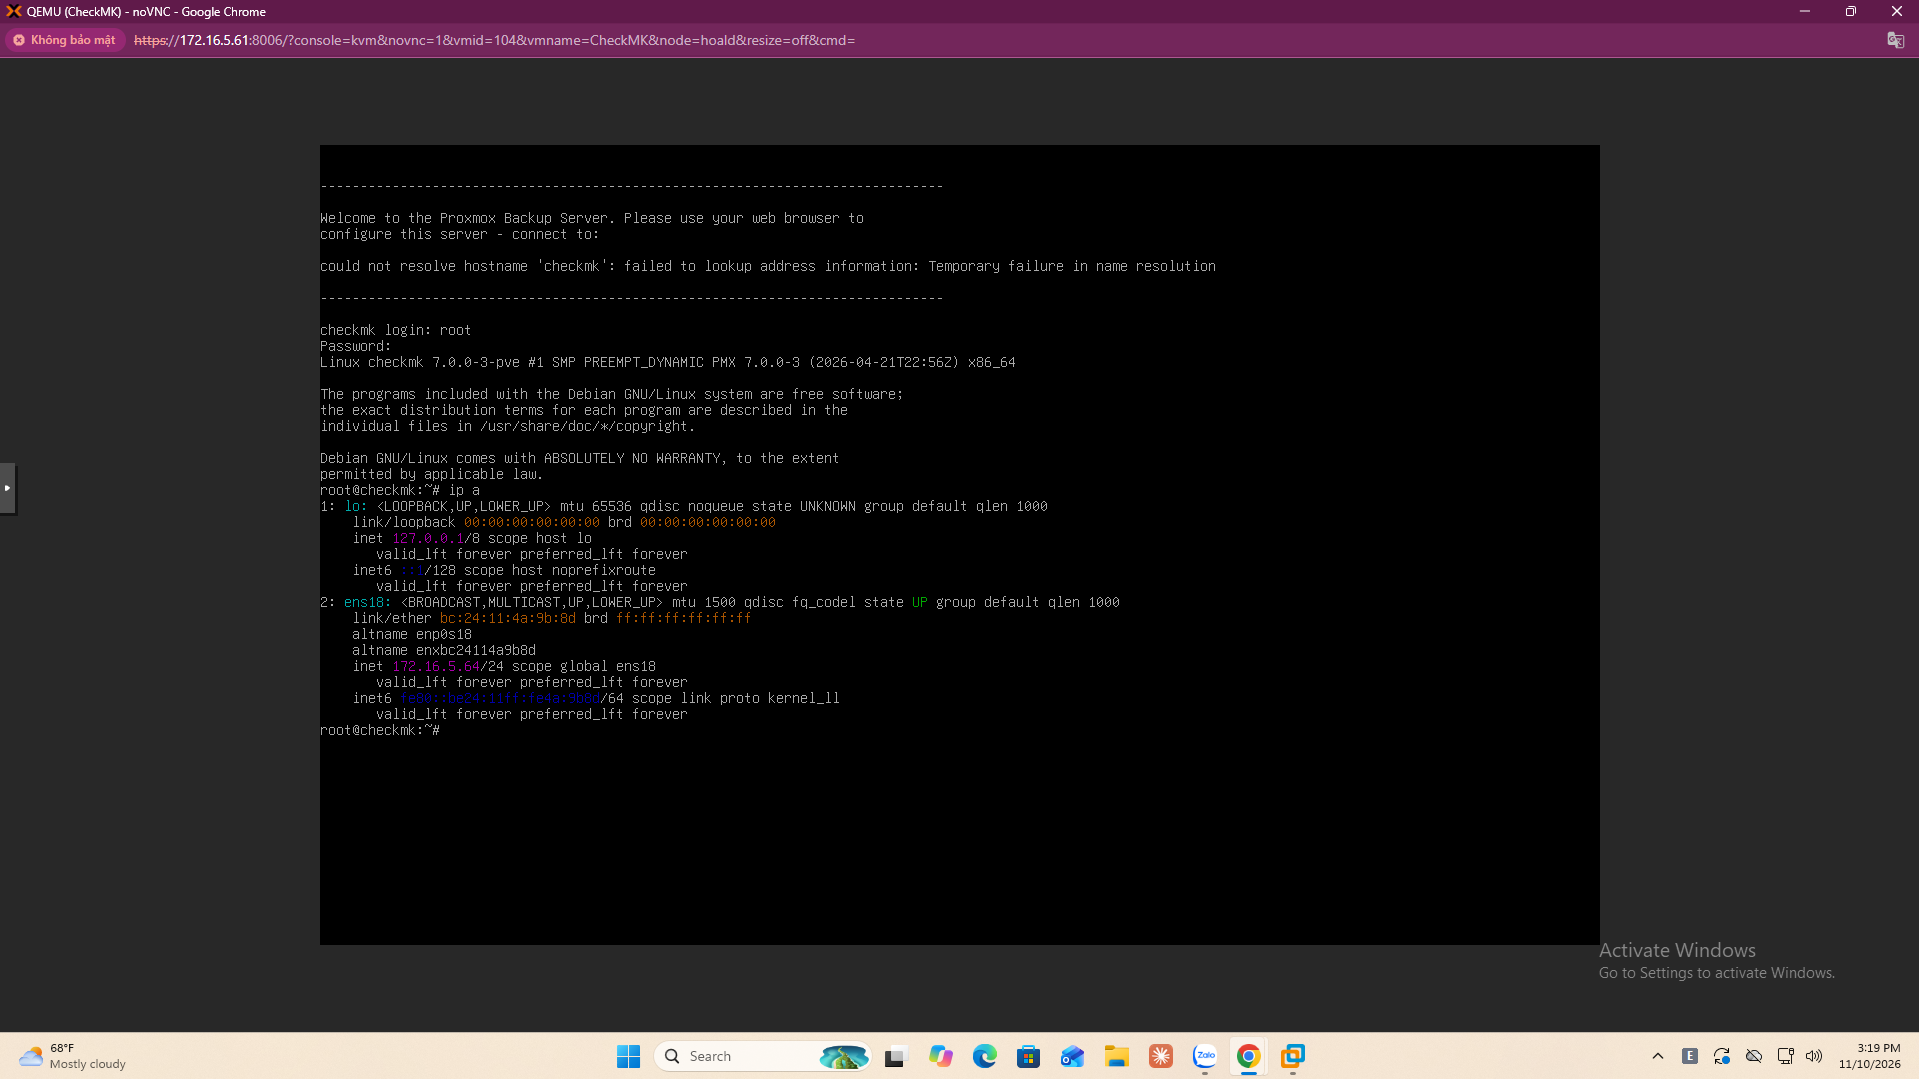 QEMU (CheckMK) - noVNC - Google Chrome
Không bảo mật https://172.16.5.61:8006/?console=kvm&novnc=1&vmid=104&vmname=CheckMK&node=hoald&resize=off&cmd=
-----------------------------------------------------------------------------
Welcome to the Proxmox Backup Server. Please use your web browser to
configure this server - connect to:
could not resolve hostname 'checkmk': failed to lookup address information: Temporary failure in name resolution
-----------------------------------------------------------------------------
checkmk login: root
Password:
Linux checkmk 7.0.0-3-pve #1 SMP PREEMPT_DYNAMIC PMX 7.0.0-3 (2026-04-21T22:56Z) x86_64
The programs included with the Debian GNU/Linux system are free software;
the exact distribution terms for each program are described in the
individual files in /usr/share/doc/*/copyright.
Debian GNU/Linux comes with ABSOLUTELY NO WARRANTY, to the extent
permitted by applicable law.
root@checkmk:~# ip a
1: lo: <LOOPBACK,UP,LOWER_UP> mtu 65536 qdisc noqueue state UNKNOWN group default qlen 1000
link/loopback 00:00:00:00:00:00 brd 00:00:00:00:00:00
inet 127.0.0.1/8 scope host lo
valid_lft forever preferred_lft forever
inet6 ::1/128 scope host noprefixroute
valid_lft forever preferred_lft forever
2: ens18: <BROADCAST,MULTICAST,UP,LOWER_UP> mtu 1500 qdisc fq_codel state UP group default qlen 1000
link/ether bc:24:11:4a:9b:8d brd ff:ff:ff:ff:ff:ff
altname enp0s18
altname enxbc24114a9b8d
inet 172.16.5.64/24 scope global ens18
valid_lft forever preferred_lft forever
inet6 fe80::be24:11ff:fe4a:9b8d/64 scope link proto kernel_ll
valid_lft forever preferred_lft forever
root@checkmk:~#
Activate Windows
Go to Settings to activate Windows.
68°F
Mostly cloudy
Search
Zalo
E
3:19 PM
11/10/2026